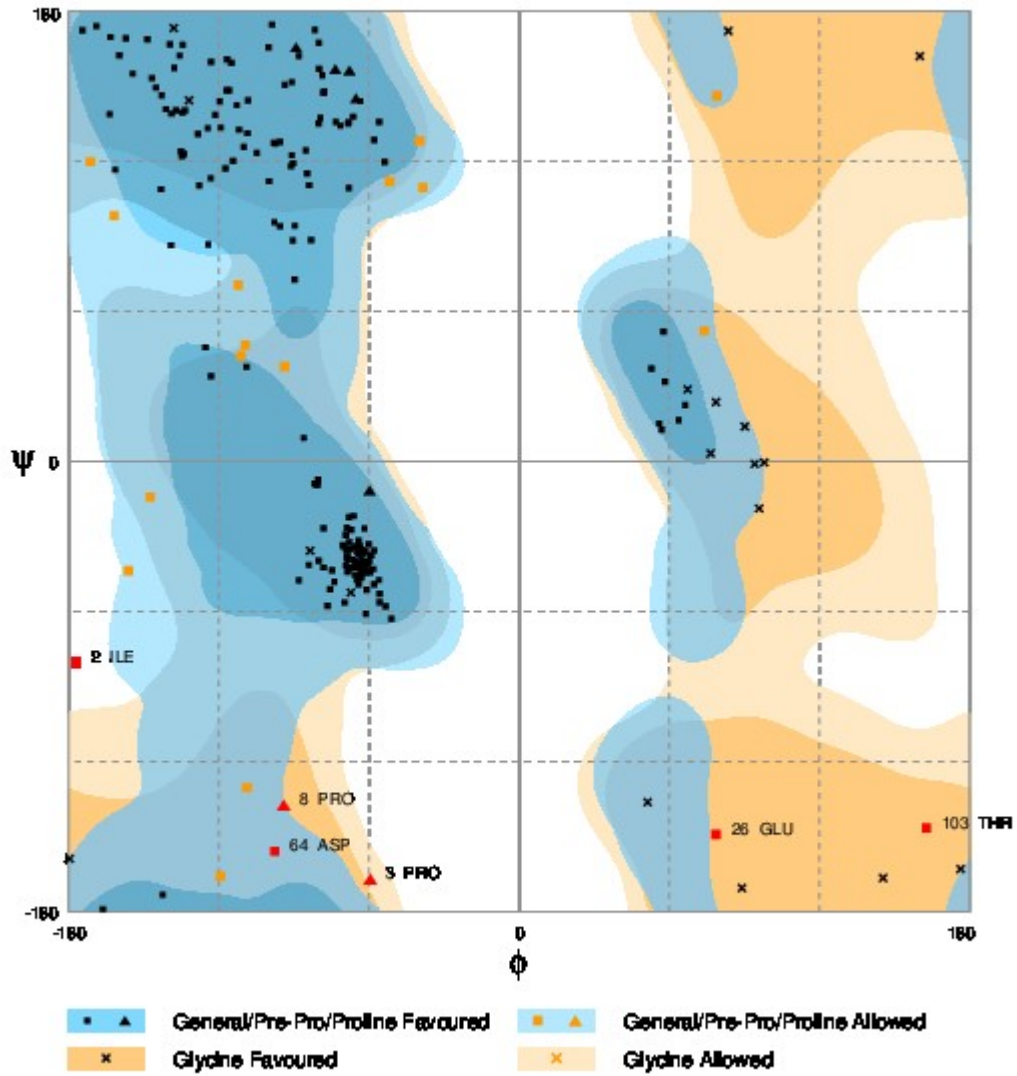 180
ψ 0
2 ILE
8 PRO
26 GLU
103 THR
64 ASP
3 PRO
-180
-180 0 180
ϕ
General/Pre-Pro/Proline Favoured General/Pre-Pro/Proline Allowed
Glycine Favoured Glycine Allowed